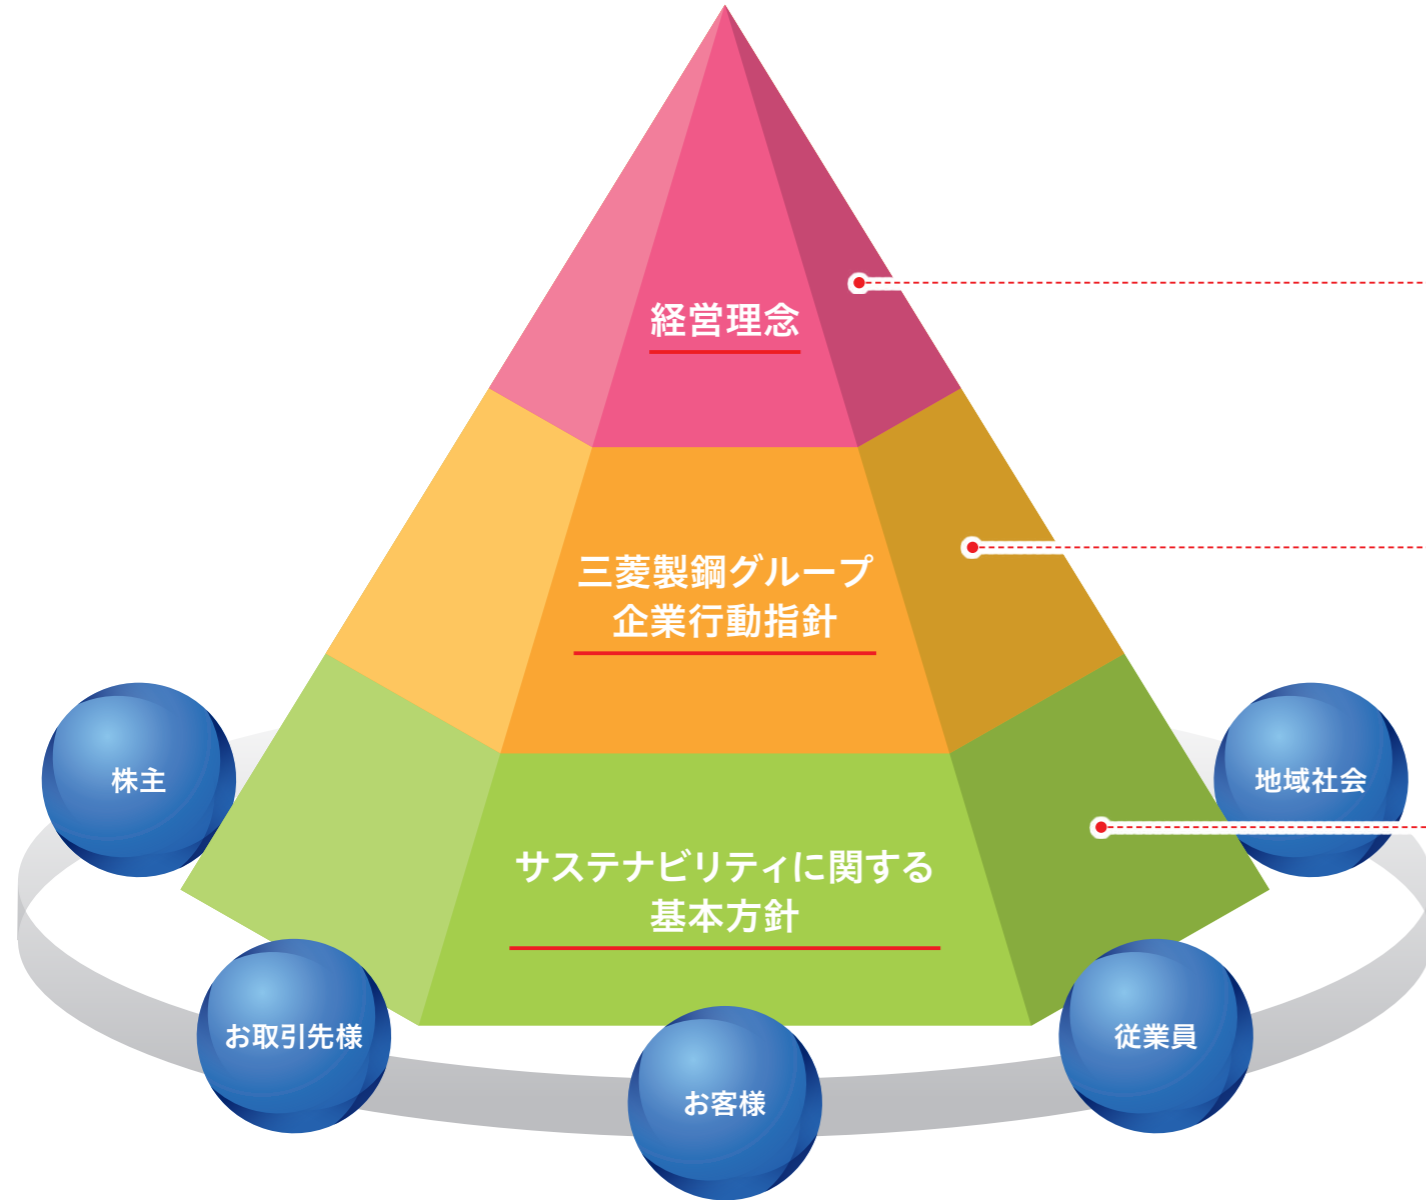 経営理念
三菱製鋼グループ
企業行動指針
株主
地域社会
サステナビリティに関する
基本方針
お取引先様
従業員
お客様